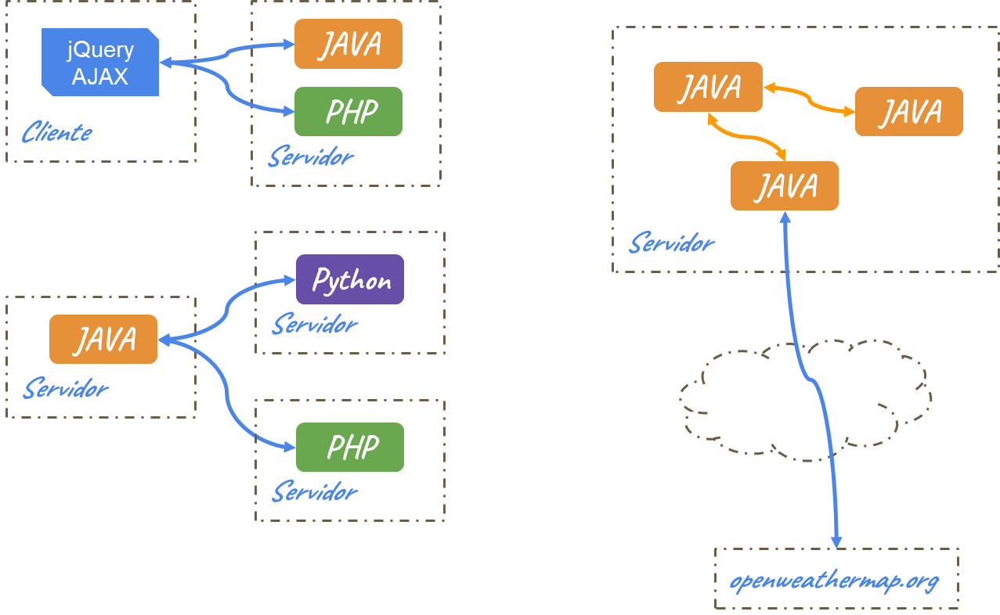 jQuery
AJAX
Cliente
JAVA
PHP
Servidor
JAVA
Servidor
Python
Servidor
PHP
Servidor
JAVA
JAVA
JAVA
Servidor
openweathermap.org